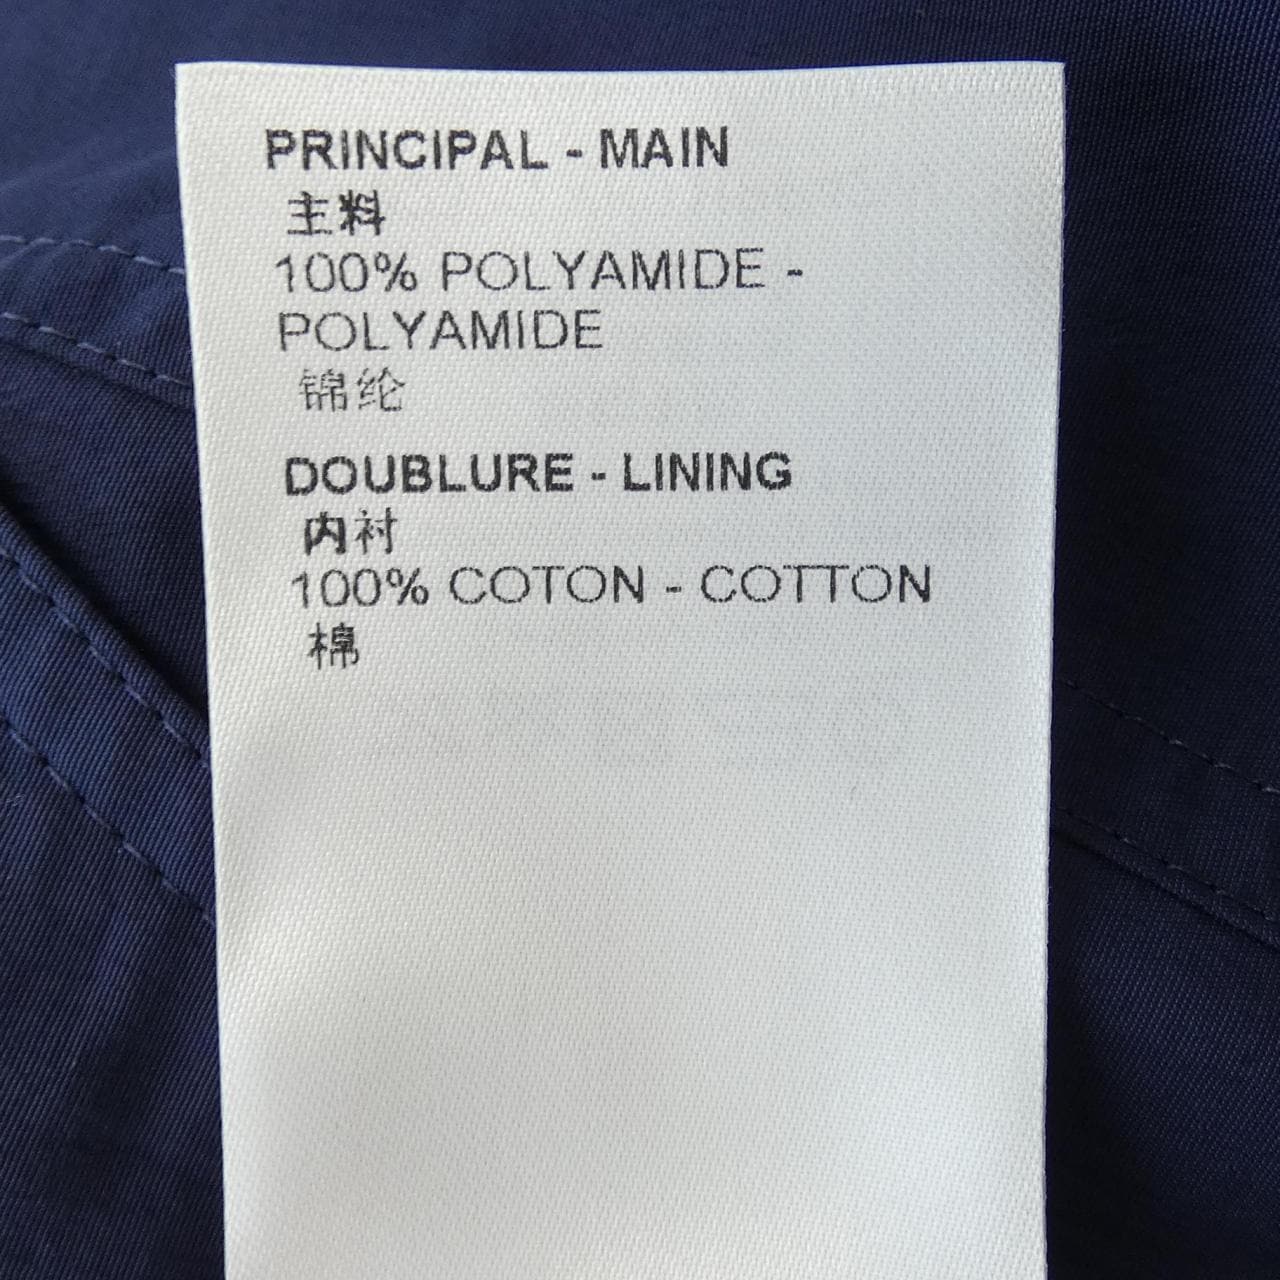 PRINCIPAL - MAIN
主料
100% POLYAMIDE -
POLYAMIDE
锦纶
DOUBLURE - LINING
内衬
100% COTON - COTTON
棉